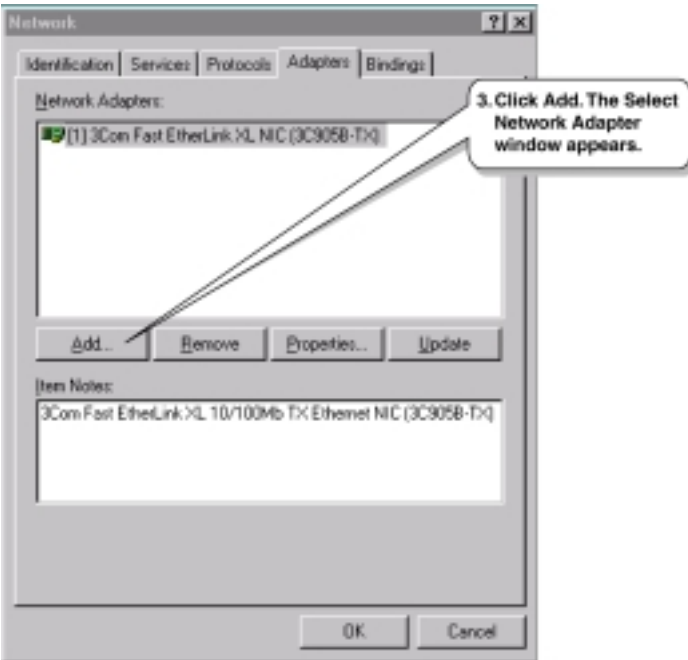 Network
Identification Services Protocols Adapters Bindings
Network Adapters:
[1] 3Com Fast EtherLink XL NIC (3C905B-TX)
3. Click Add. The Select
Network Adapter
window appears.
Add... Remove Properties... Update
Item Notes:
3Com Fast EtherLink XL 10/100Mb TX Ethernet NIC (3C905B-TX)
OK Cancel